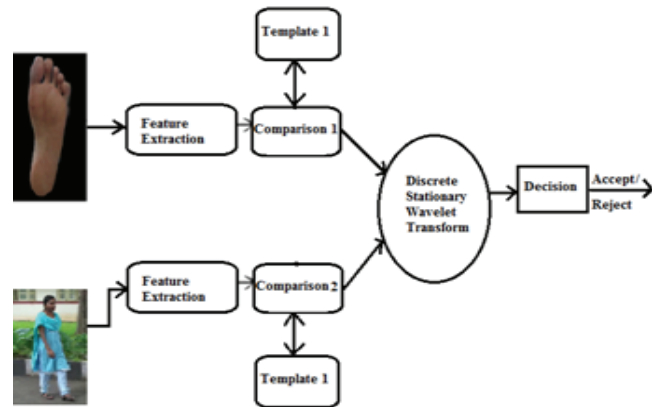 Template 1
Feature
Extraction
Comparison 1
Discrete
Stationary
Wavelet
Transform
Decision
Accept/
Reject
Feature
Extraction
Comparison 2
Template 1